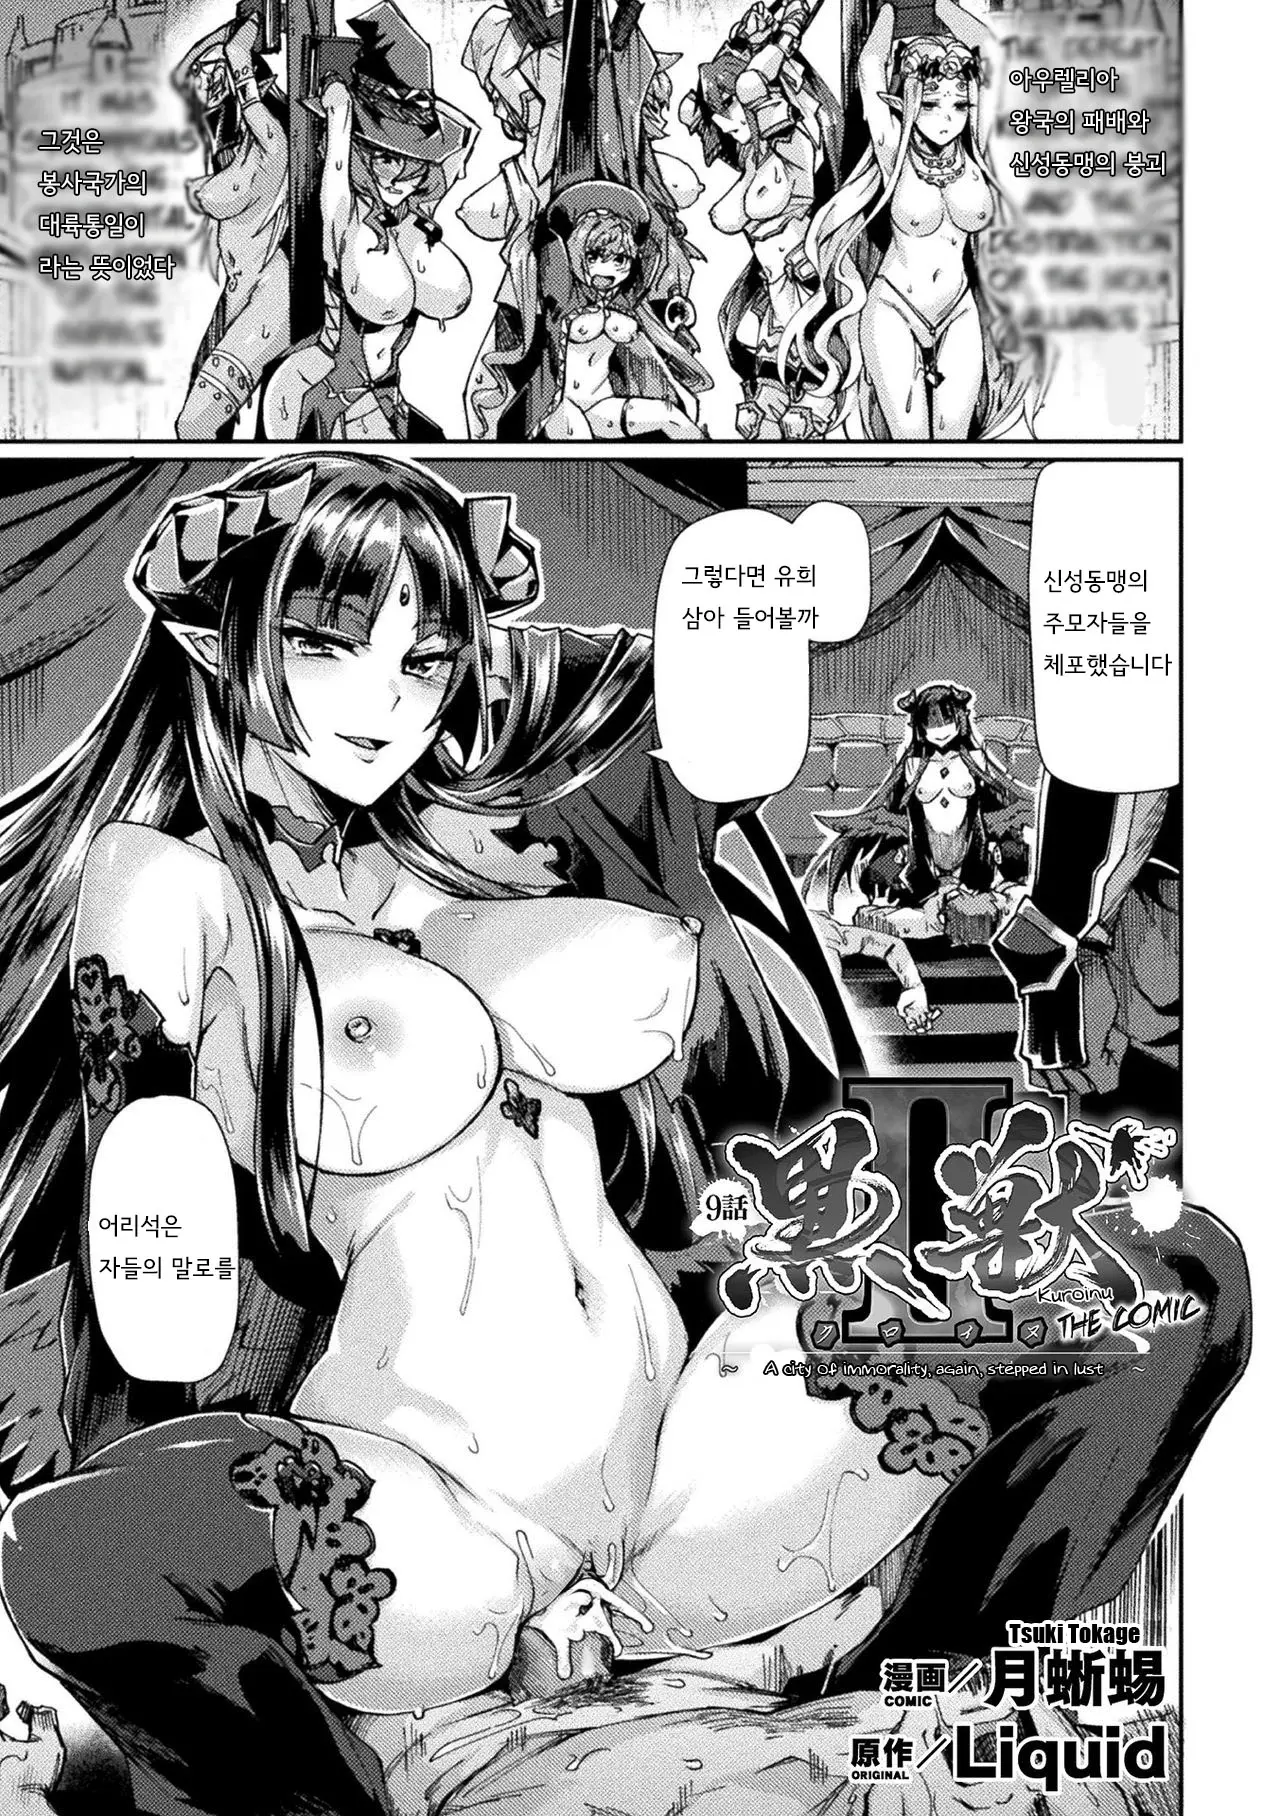 아우렐리아
왕국의 패배와
신성동맹의 붕괴
그것은
봉사국가의
대륙통일이
라는 뜻이었다
신성동맹의
주모자들을
체포했습니다
그렇다면 유희
삼아 들어볼까
어리석은
자들의 말로를
9話
黒獣
II
Kuroinu
THE COMIC
クロイヌ
~ A city of immorality, again, stepped in lust ~
Tsuki Tokage
漫画／月蜥蜴
COMIC
原作／Liquid
ORIGINAL